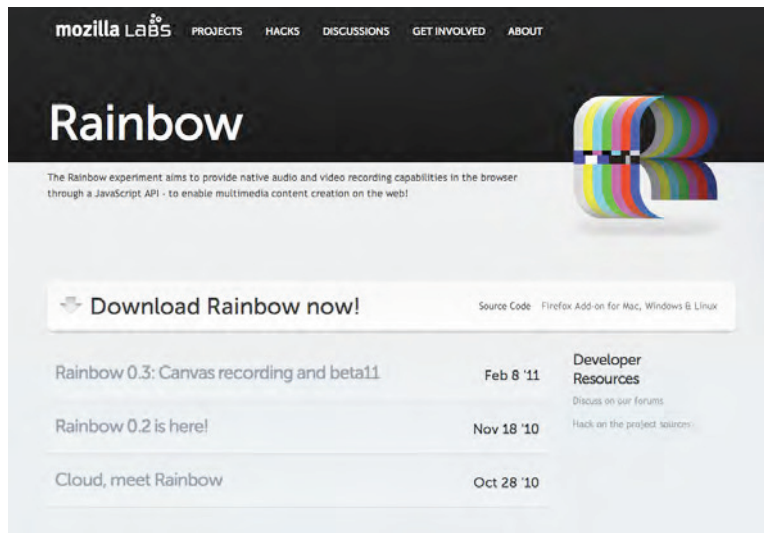 mozilla LaBS PROJECTS HACKS DISCUSSIONS GET INVOLVED ABOUT
Rainbow
The Rainbow experiment aims to provide native audio and video recording capabilities in the browser
through a JavaScript API - to enable multimedia content creation on the web!
Download Rainbow now! Source Code Firefox Add-on for Mac, Windows & Linux
Rainbow 0.3: Canvas recording and beta11 Feb 8 '11
Rainbow 0.2 is here! Nov 18 '10
Cloud, meet Rainbow Oct 28 '10
Developer
Resources
Discuss on our forums
Hack on the project sources